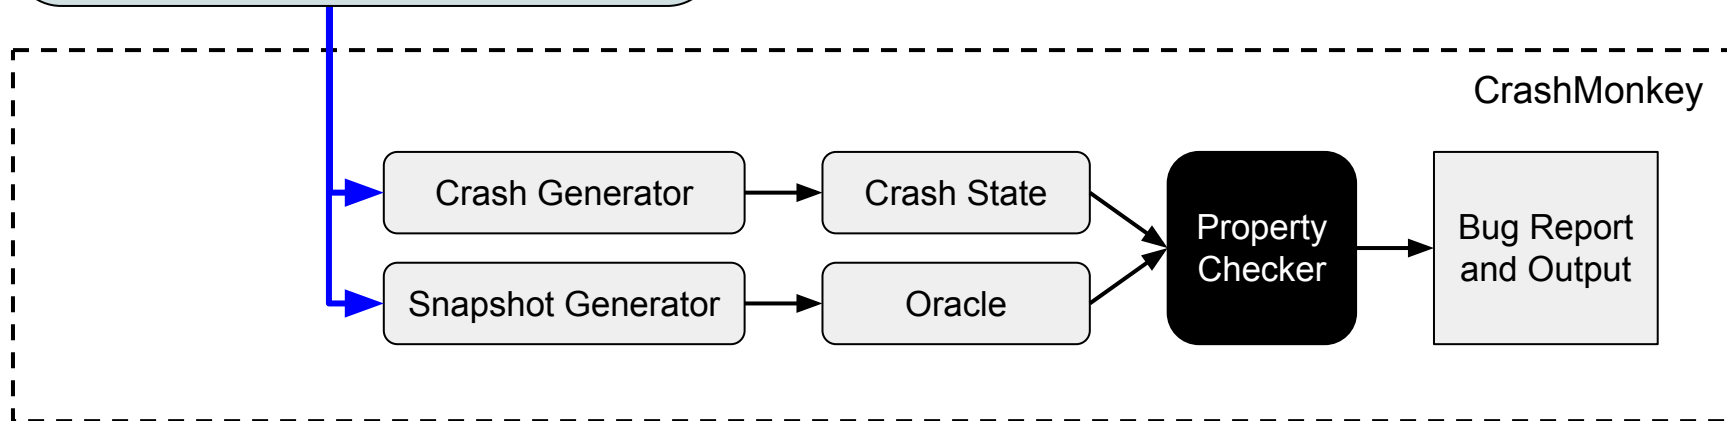 CrashMonkey
Crash Generator
Crash State
Snapshot Generator
Oracle
Property
Checker
Bug Report
and Output